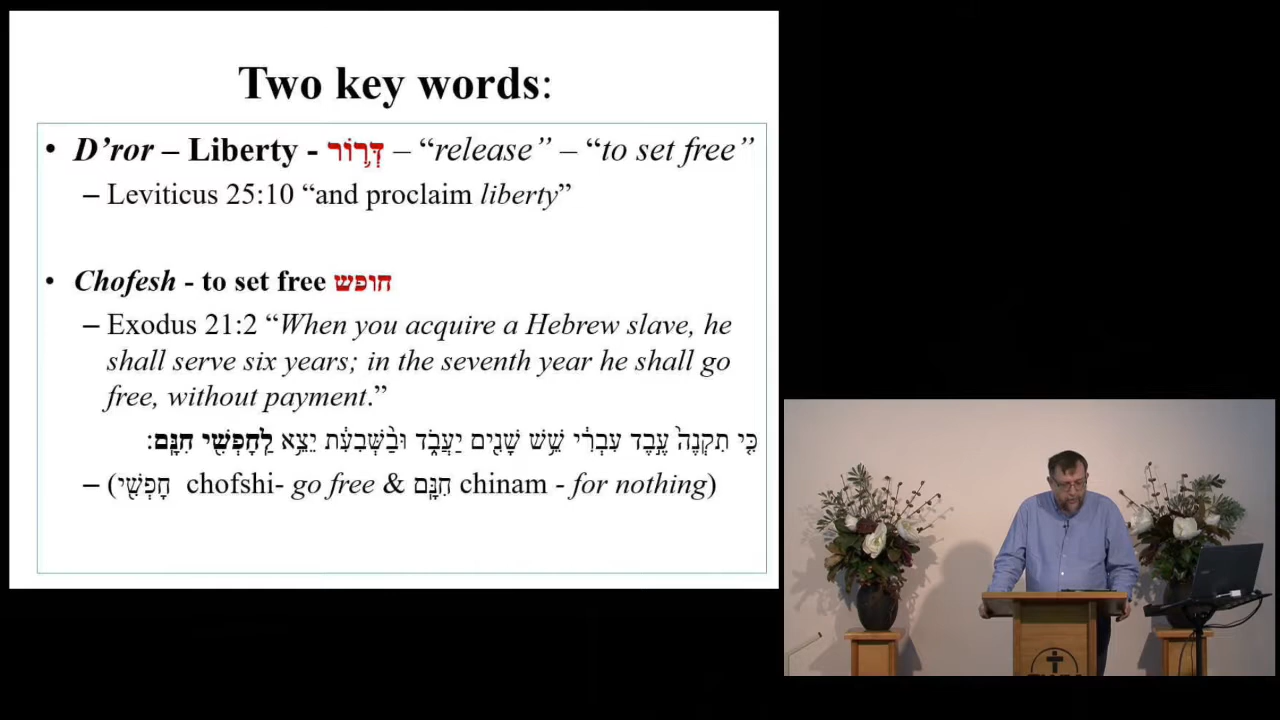 Two key words:
• D’ror – Liberty - דְּר֥וֹר – “release” – “to set free”
– Leviticus 25:10 “and proclaim liberty”
• Chofesh - to set free חופש
– Exodus 21:2 “When you acquire a Hebrew slave, he
shall serve six years; in the seventh year he shall go
free, without payment.”
כִּ֤י תִקְנֶה֙ עֶ֣בֶד עִבְרִ֔י שֵׁ֥שׁ שָׁנִ֖ים יַעֲבֹ֑ד וּבַ֨שְּׁבִעִ֔ת יֵצֵ֥א לַֽחָפְשִׁ֖י חִנָּֽם׃
– (חָפְשִׁ֖י chofshi- go free & חִנָּֽם chinam - for nothing)